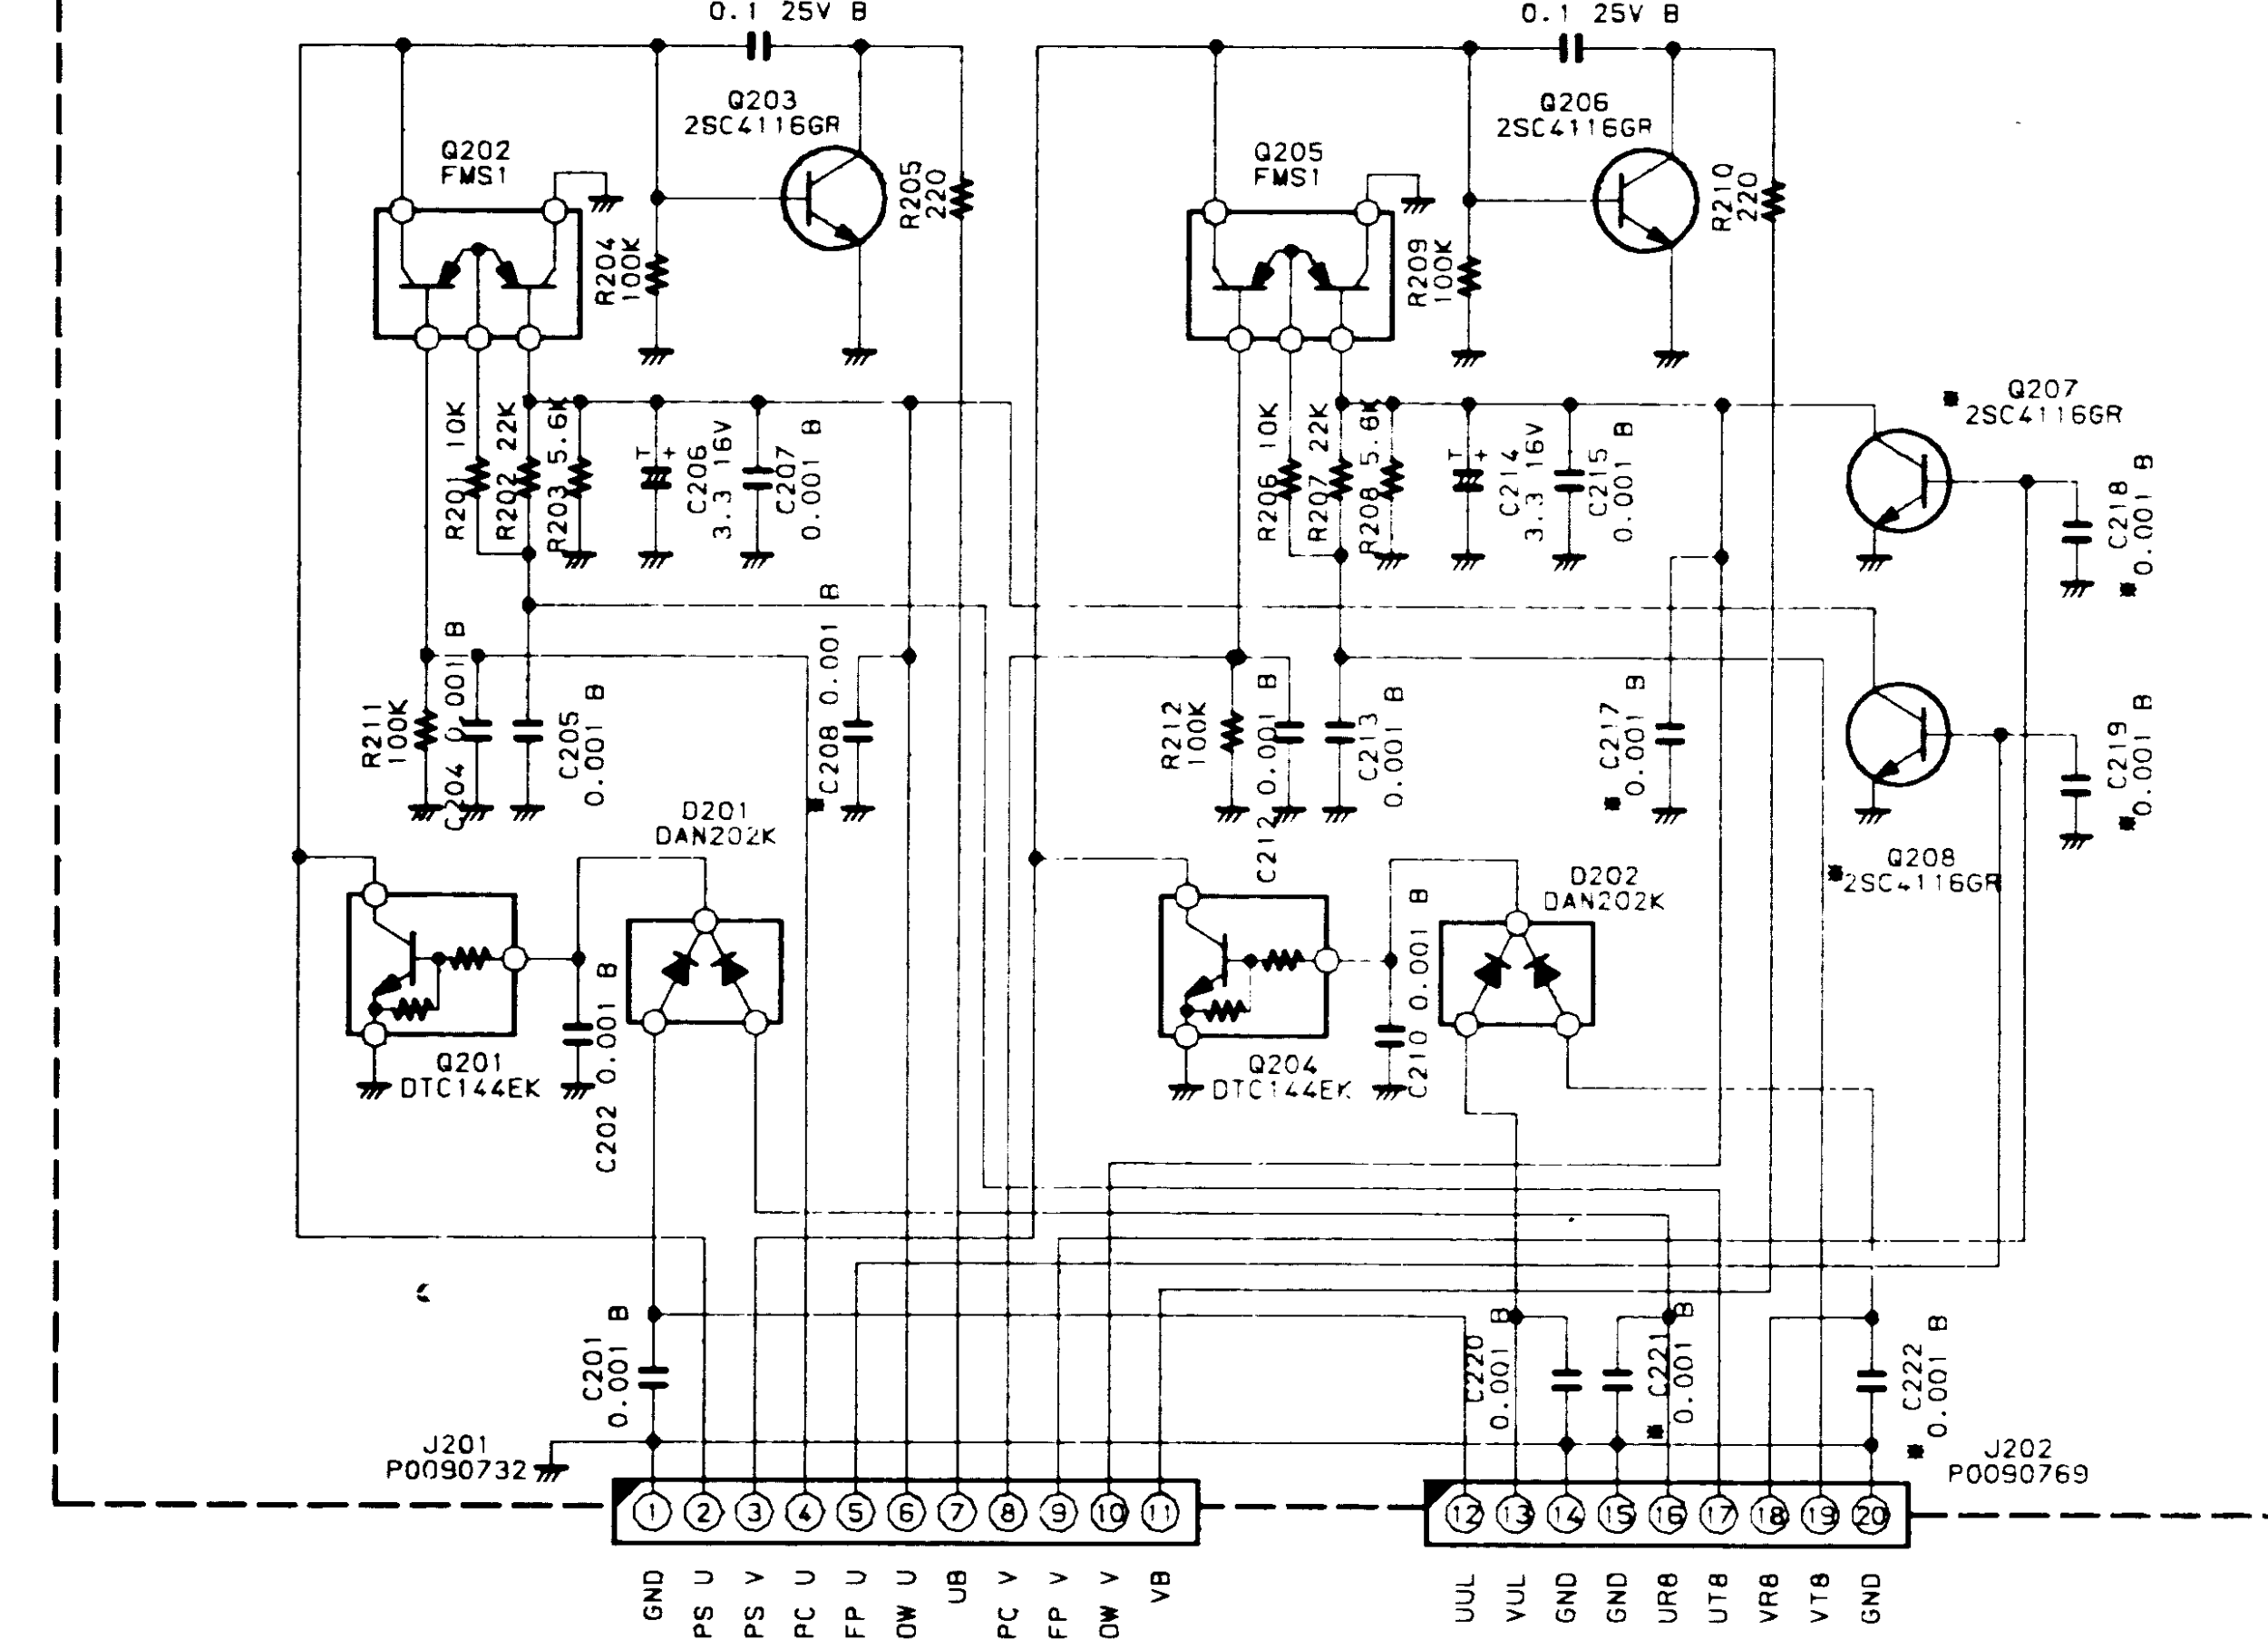 0.1 25V B
0.1 25V B
Q203
2SC4116GR
Q206
2SC4116GR
Q202
FMS1
Q205
FMS1
R205
220
R210
220
R204
100K
R209
100K
Q207
2SC4116GR
R201 10K
R202 22K
R203 5.6K
T
+
C206
3.3 16V
C207
0.001 B
R206 10K
R207 22K
R208 5.6K
T
+
C214
3.3 16V
C215
0.001 B
C218
0.001 B
R211
100K
C204 0.001 B
C205
0.001 B
C208 0.001 B
R212
100K
C212 0.001 B
C213
0.001 B
C217
0.001 B
C219
0.001 B
D201
DAN202K
D202
DAN202K
Q208
2SC4116GR
Q201
DTC144EK
C202 0.001 B
Q204
DTC144EK
C210 0.001 B
C201
0.001 B
C220
0.001 B
C221
0.001 B
C222
0.001 B
J201
P0090732
J202
P0090769
1 2 3 4 5 6 7 8 9 10 11
12 13 14 15 16 17 18 19 20
GND
PS U
PS V
PC U
FP U
OW U
UB
PC V
FP V
OW V
VB
UUL
VUL
GND
GND
UR8
UT8
VR8
VT8
GND